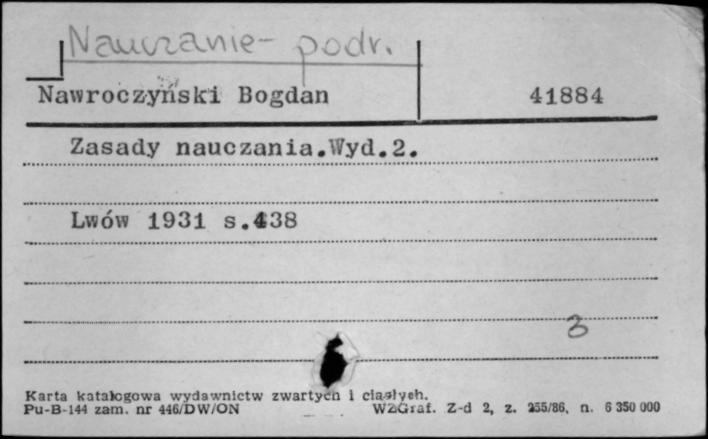 Nauczanie - podr.
Nawroczyński Bogdan 41884
Zasady nauczania.Wyd.2.
Lwów 1931 s.438
3
Karta katalogowa wydawnictw zwartych i ciągłych.
Pu-B-144 zam. nr 446/DW/ON WZGraf. Z-d 2, z. 255/86, n. 6 350 000